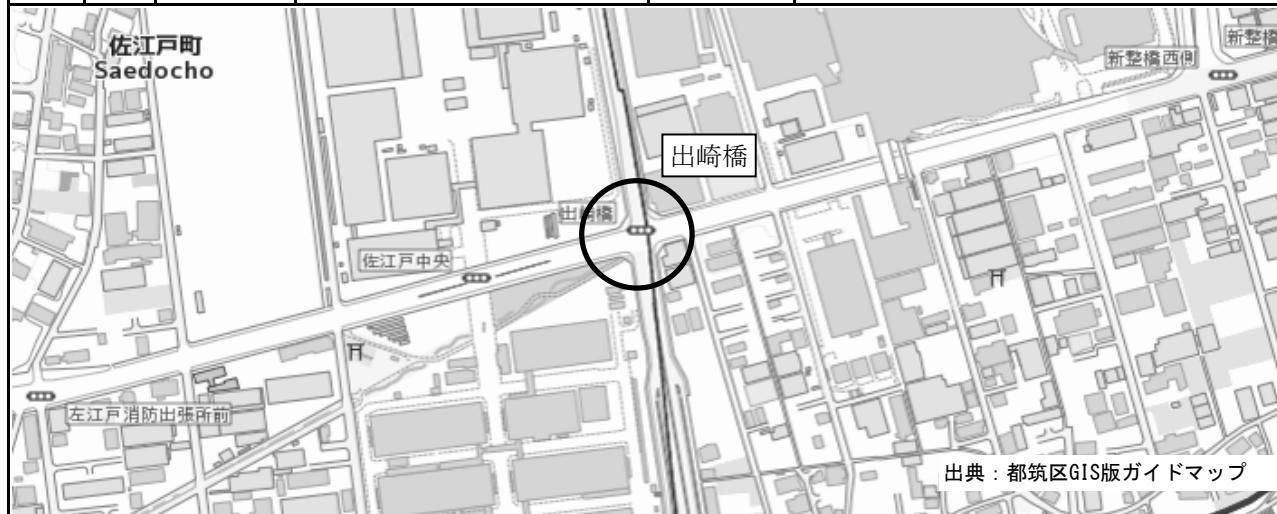 佐江戸町
Saedocho
新整橋
新整橋西側
出崎橋
出崎橋
佐江戸中央
左江戸消防出張所前
出典：都筑区GIS版ガイドマップ